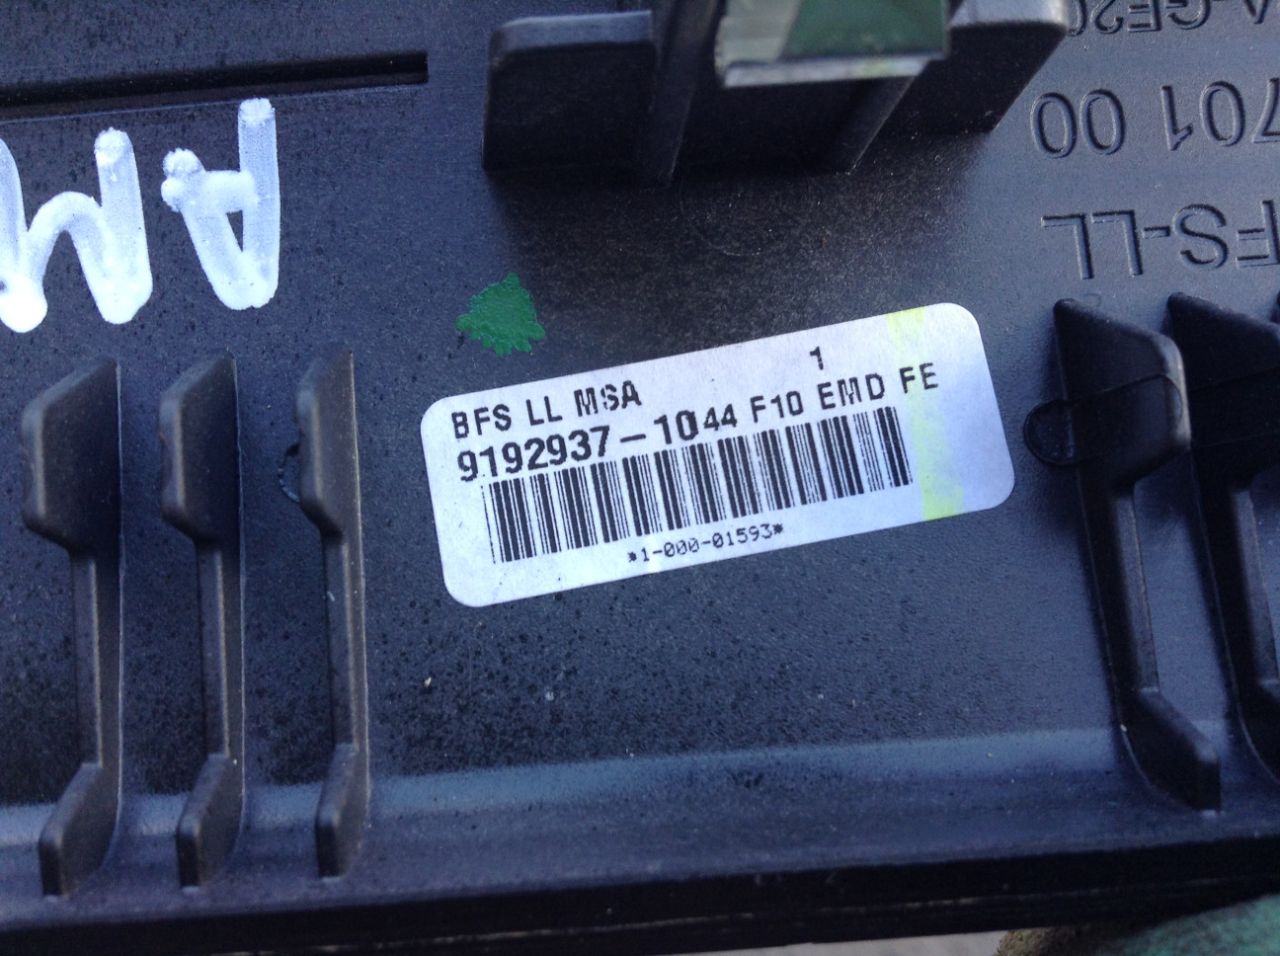 BFS LL MSA 1
9192937-1044 F10 EMD FE
*1-000-01593*
FS-LL
701 00